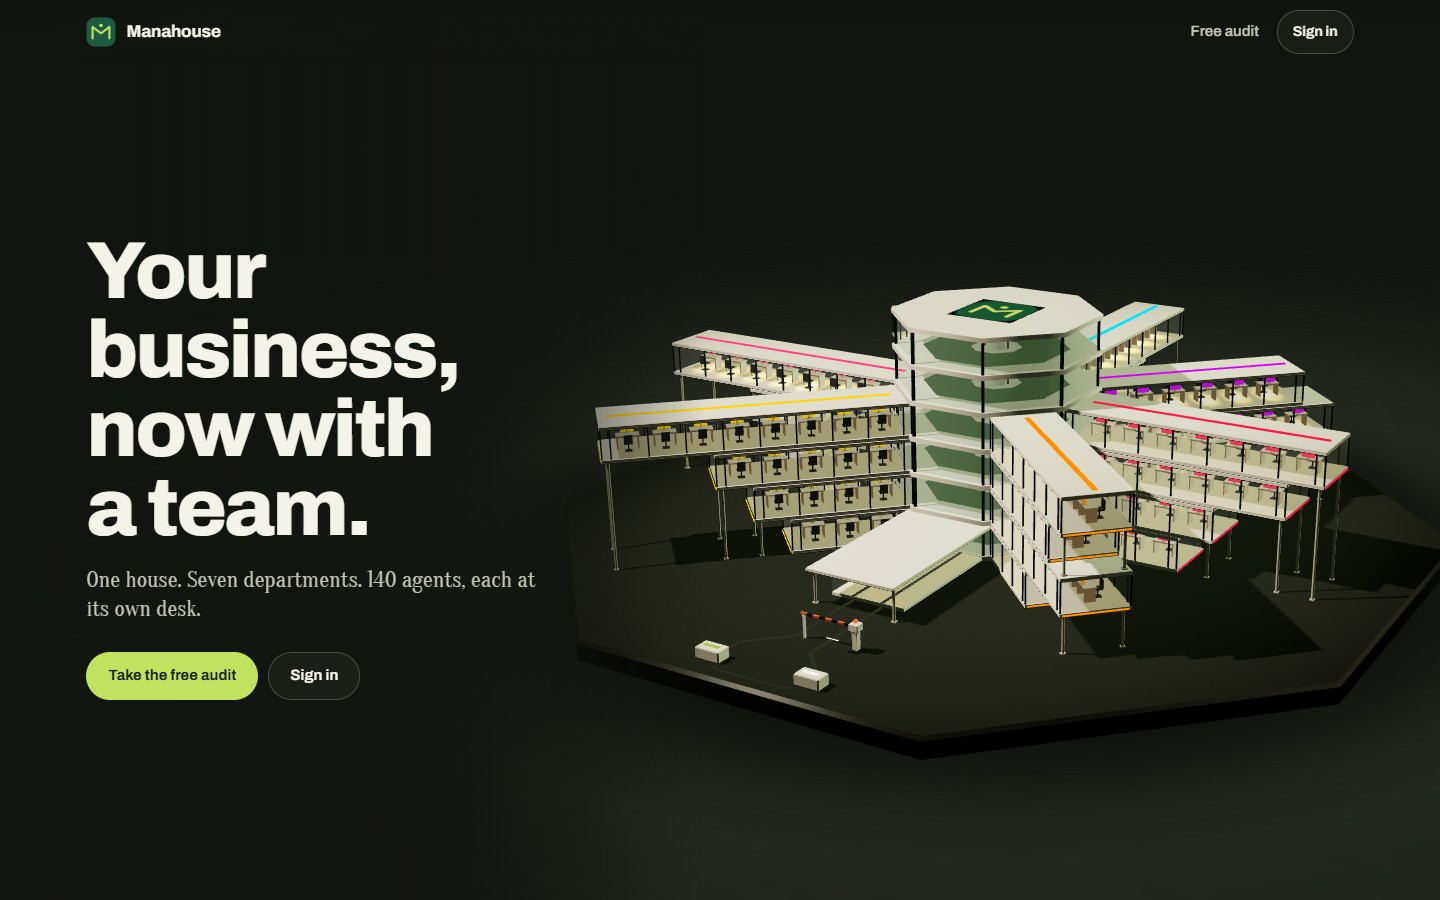 Manahouse
Free audit
Sign in
Your
business,
now with
a team.
One house. Seven departments. 140 agents, each at
its own desk.
Take the free audit
Sign in